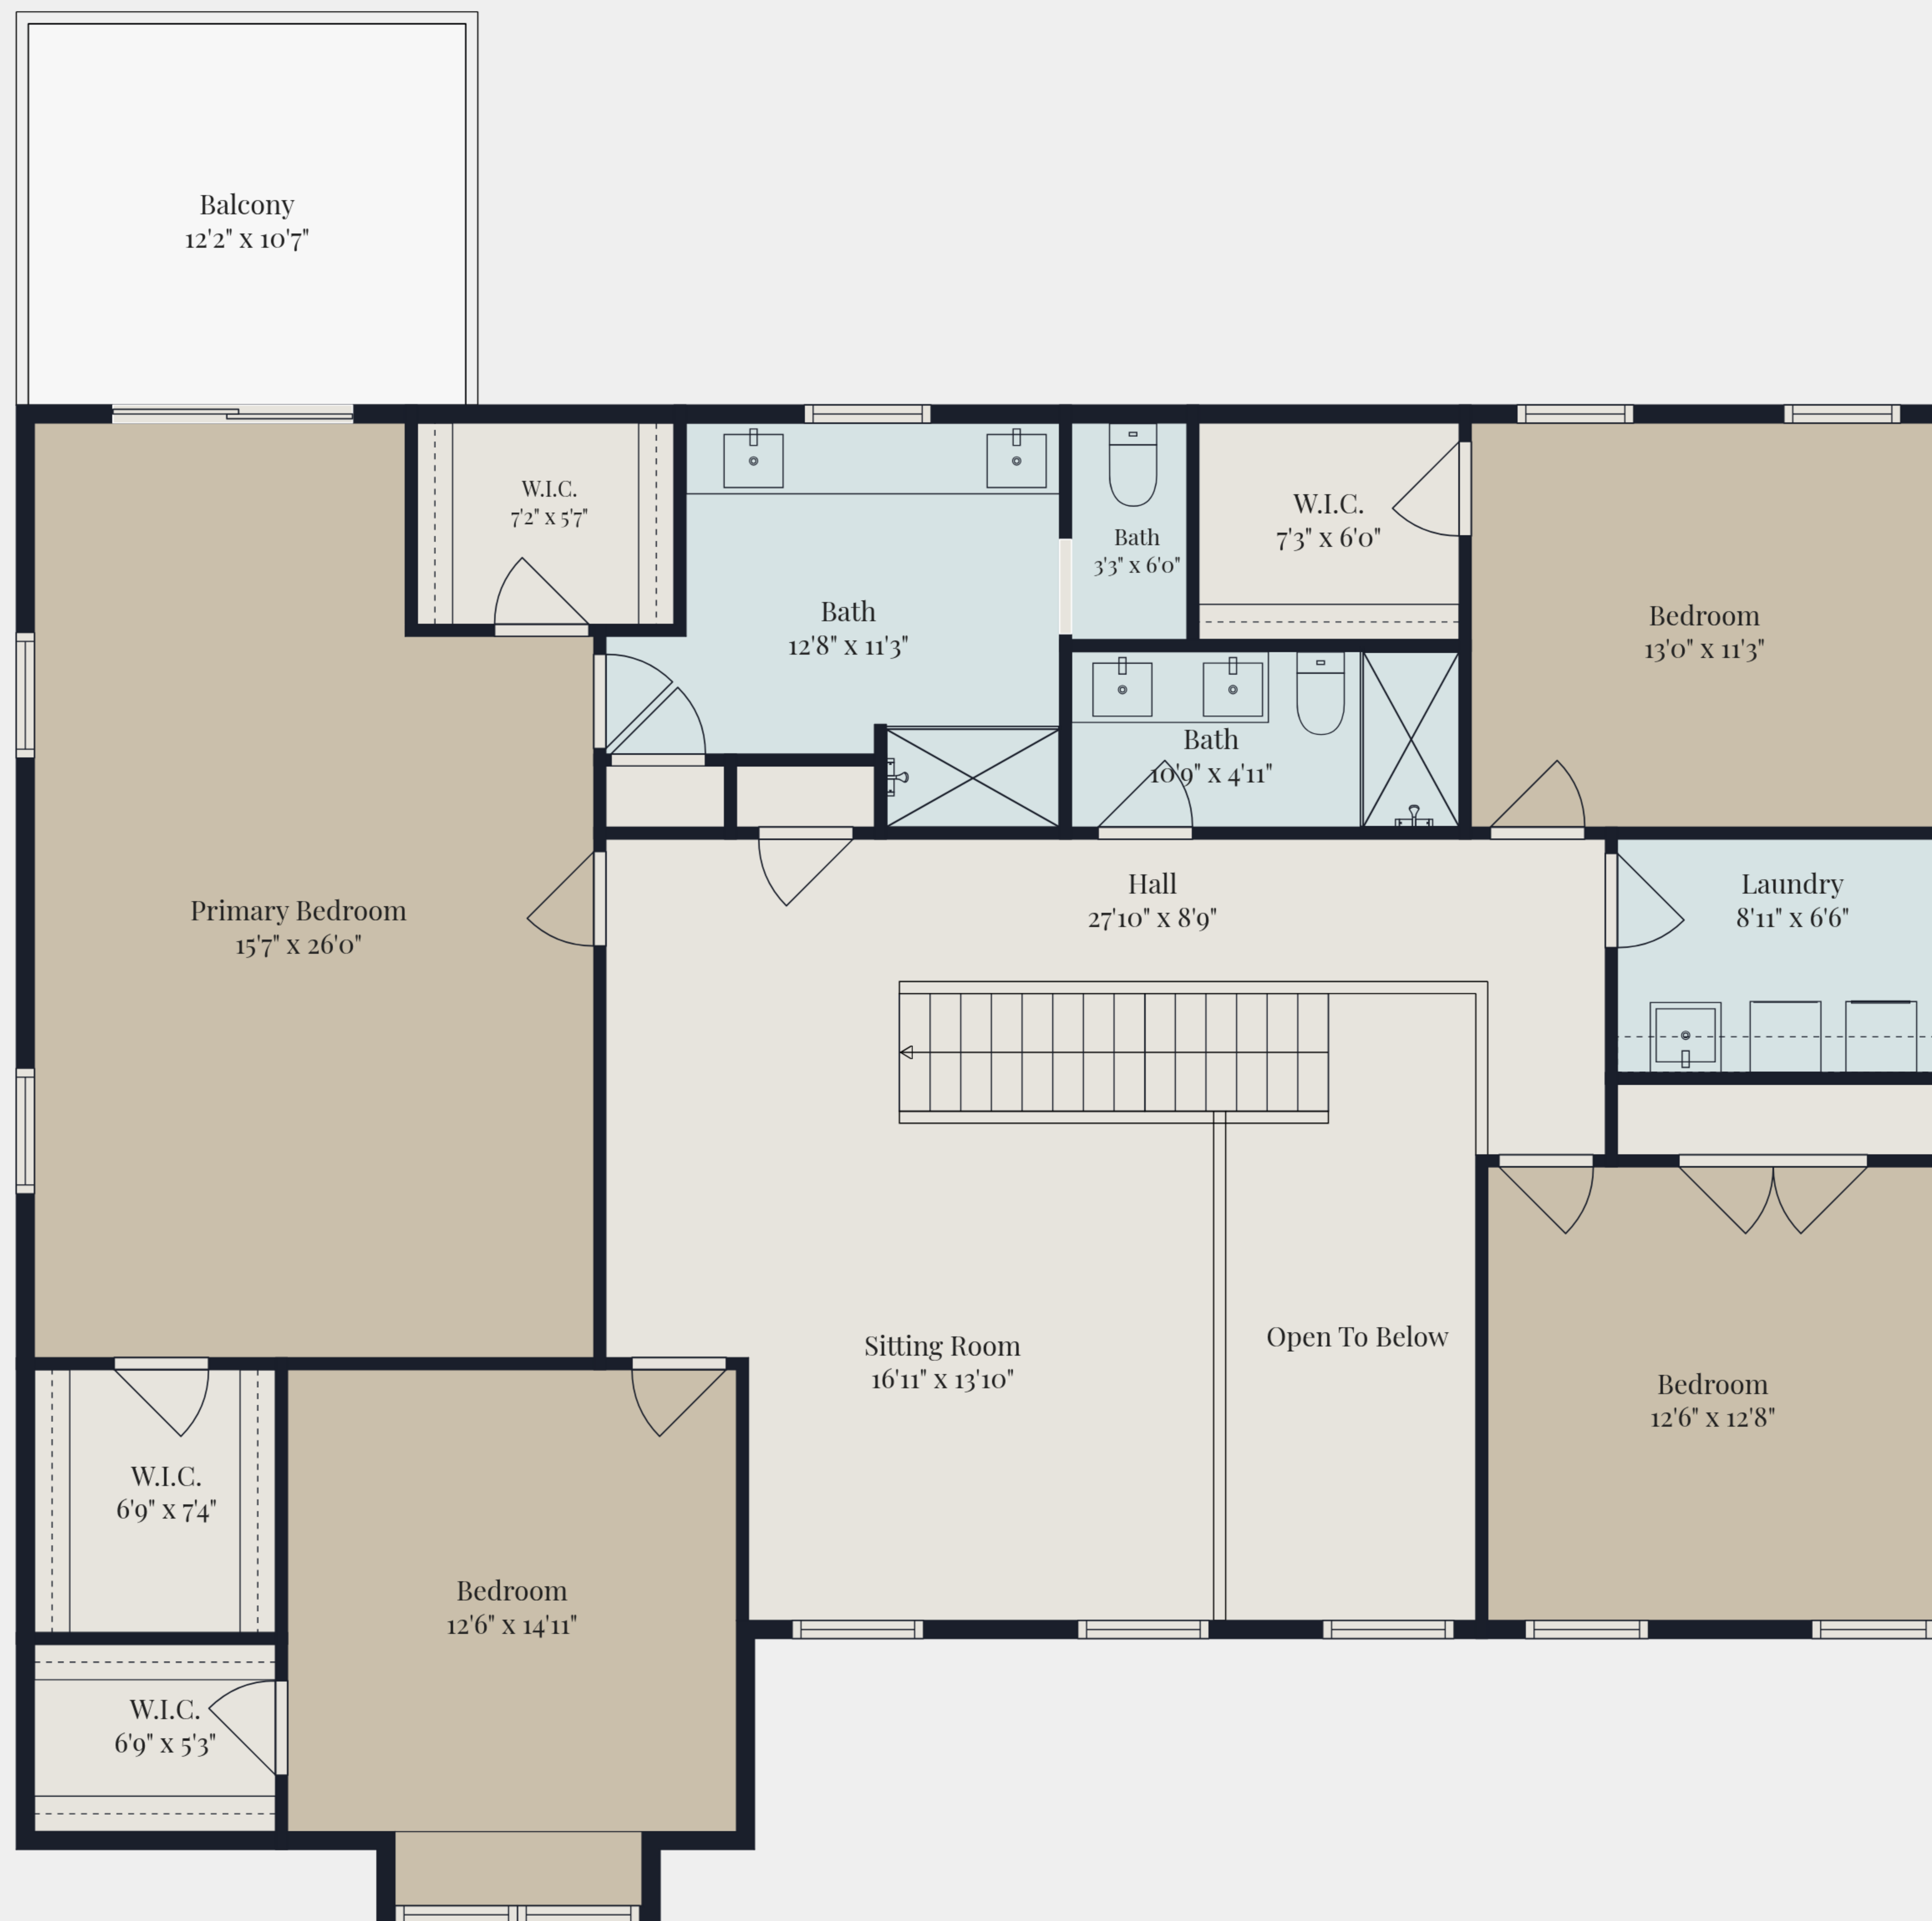 Balcony
12'2" X 10'7"
W.I.C.
7'2" X 5'7"
W.I.C.
7'3" X 6'0"
Bath
3'3" X 6'0"
Bath
12'8" X 11'3"
Bedroom
13'0" X 11'3"
Bath
10'9" X 4'11"
Primary Bedroom
15'7" X 26'0"
Hall
27'10" X 8'9"
Laundry
8'11" X 6'6"
Sitting Room
16'11" X 13'10"
Open To Below
Bedroom
12'6" X 12'8"
W.I.C.
6'9" X 7'4"
Bedroom
12'6" X 14'11"
W.I.C.
6'9" X 5'3"